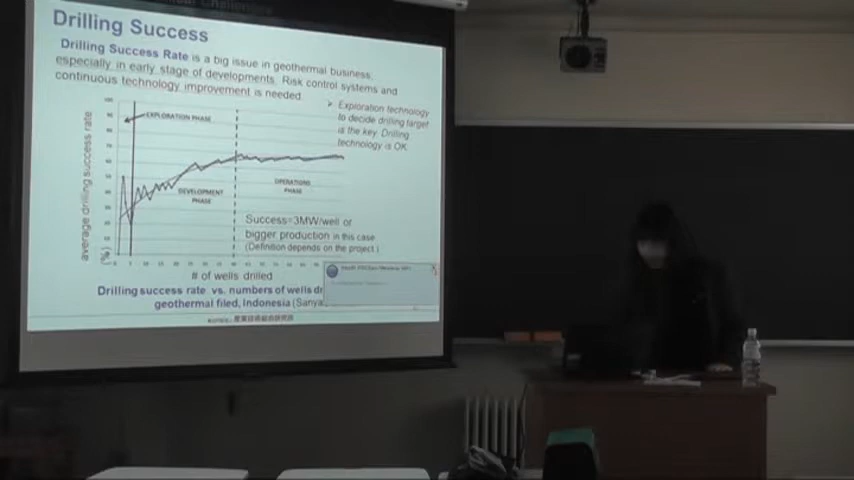 Drilling Success
Drilling Success Rate is a big issue in geothermal business,
especially in early stage of developments. Risk control systems and
continuous technology improvement is needed.
Exploration technology
to decide drilling target
is the key. Drilling
technology is OK.
EXPLORATION PHASE
DEVELOPMENT
PHASE
OPERATIONS
PHASE
average drilling success rate
(%)
Success=3MW/well or
bigger production in this case
(Definition depends on the project.)
# of wells drilled
Drilling success rate vs. numbers of wells dr
geothermal filed, Indonesia (Sanya